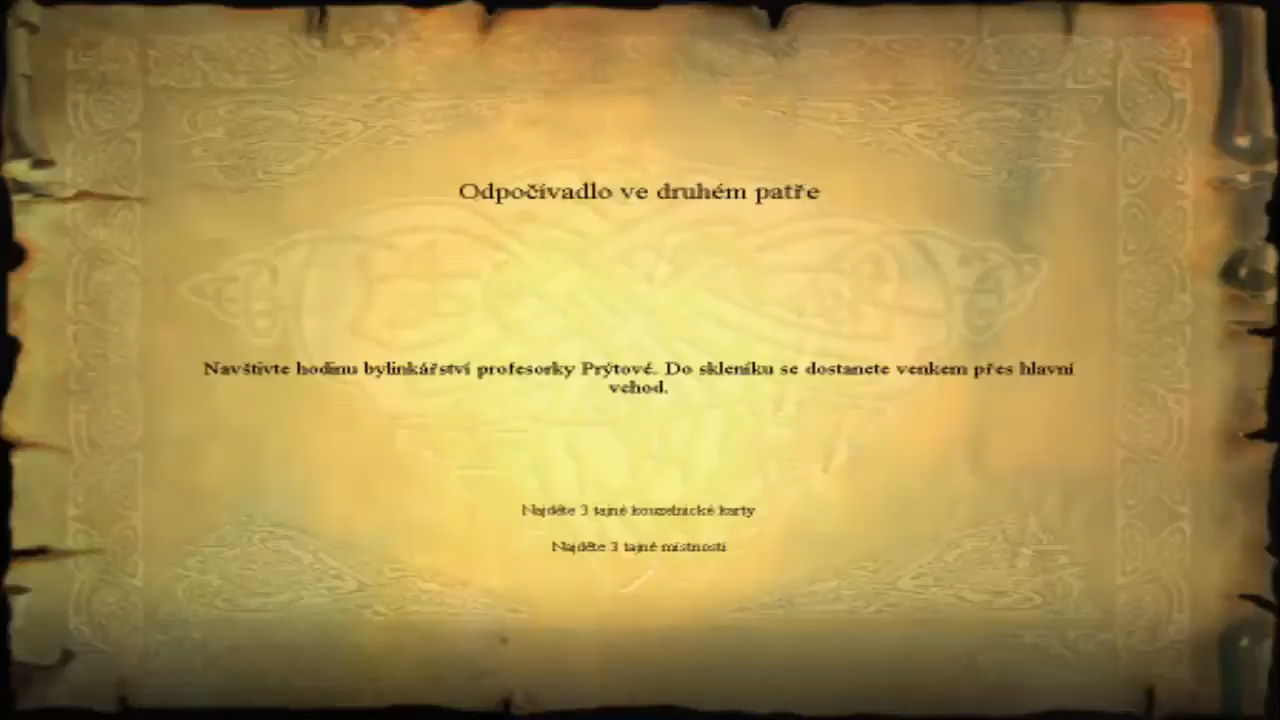 Odpočívadlo ve druhém patře
Navštivte hodinu bylinkářství profesorky Prýtové. Do skleníku se dostanete venkem přes hlavní
vchod.
Najděte 3 tajné kouzelnické karty
Najděte 3 tajné místnosti